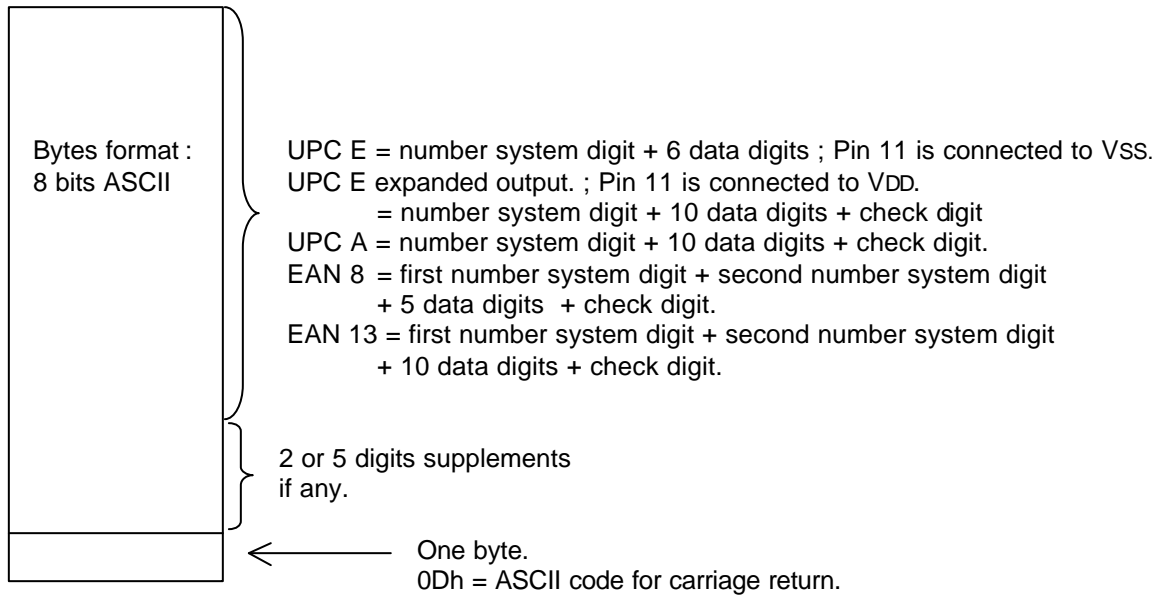 Bytes format :
8 bits ASCII
UPC E = number system digit + 6 data digits ; Pin 11 is connected to VSS.
UPC E expanded output. ; Pin 11 is connected to VDD.
= number system digit + 10 data digits + check digit
UPC A = number system digit + 10 data digits + check digit.
EAN 8 = first number system digit + second number system digit
+ 5 data digits + check digit.
EAN 13 = first number system digit + second number system digit
+ 10 data digits + check digit.
2 or 5 digits supplements
if any.
One byte.
0Dh = ASCII code for carriage return.